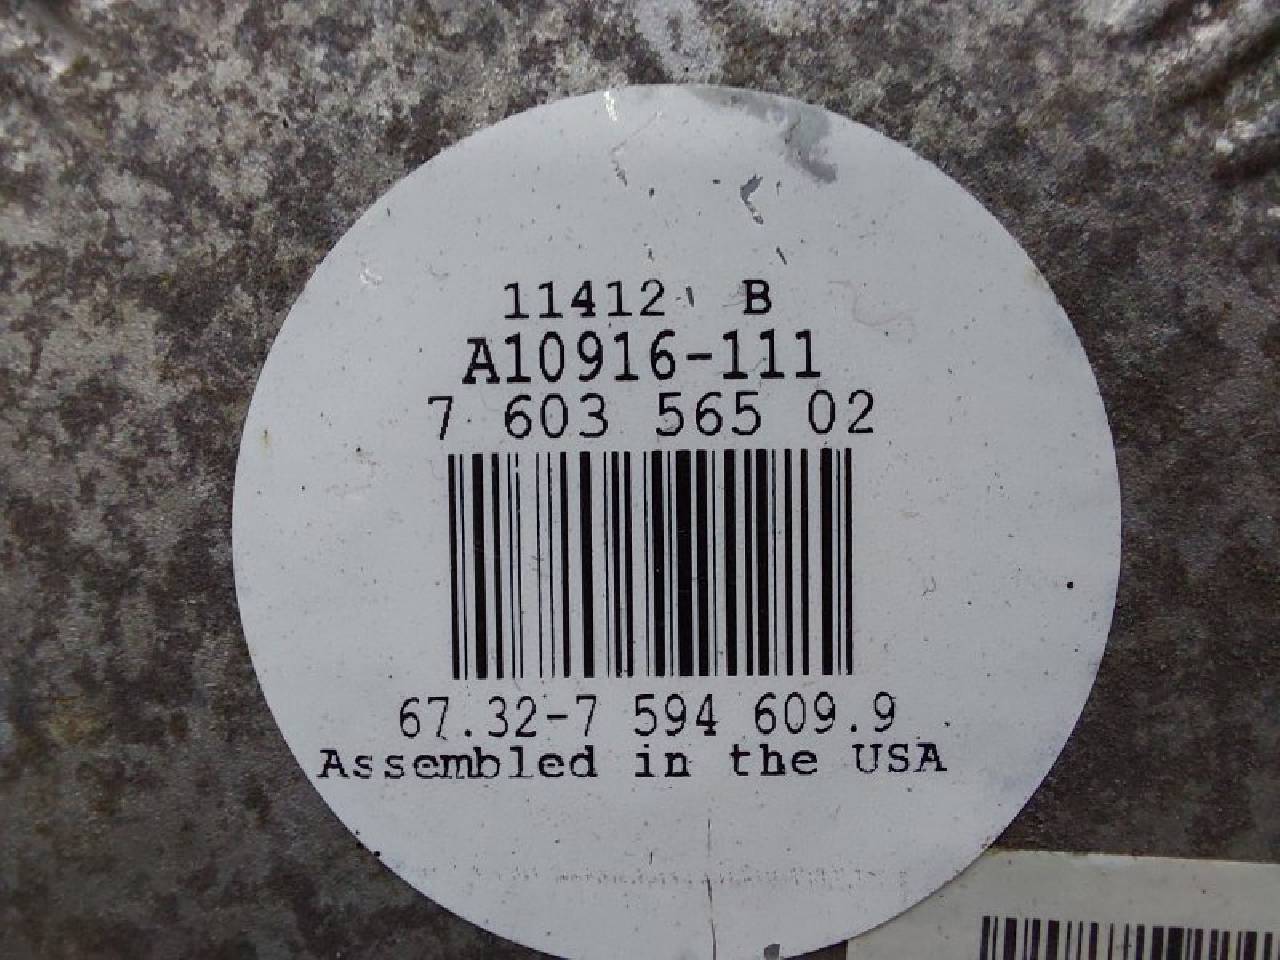 11412 B
A10916-111
7 603 565 02
67.32-7 594 609.9
Assembled in the USA